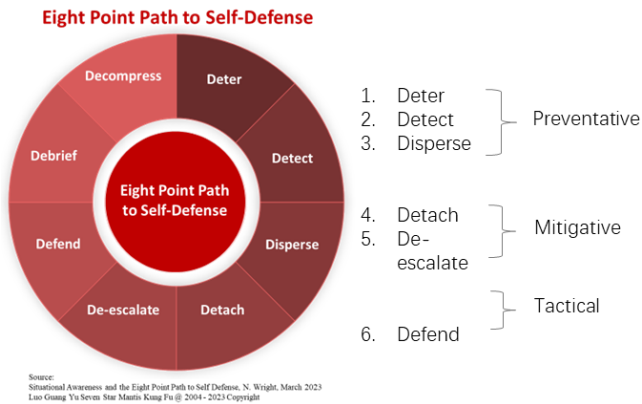 Eight Point Path to Self-Defense
Decompress
Deter
Debrief
Detect
Eight Point Path
to Self-Defense
Defend
Disperse
De-escalate
Detach
1. Deter
2. Detect
3. Disperse
Preventative
4. Detach
5. De-
escalate
Mitigative
Tactical
6. Defend
Source:
Situational Awareness and the Eight Point Path to Self Defense, N. Wright, March 2023
Luo Guang Yu Seven Star Mantis Kung Fu @ 2004 - 2023 Copyright